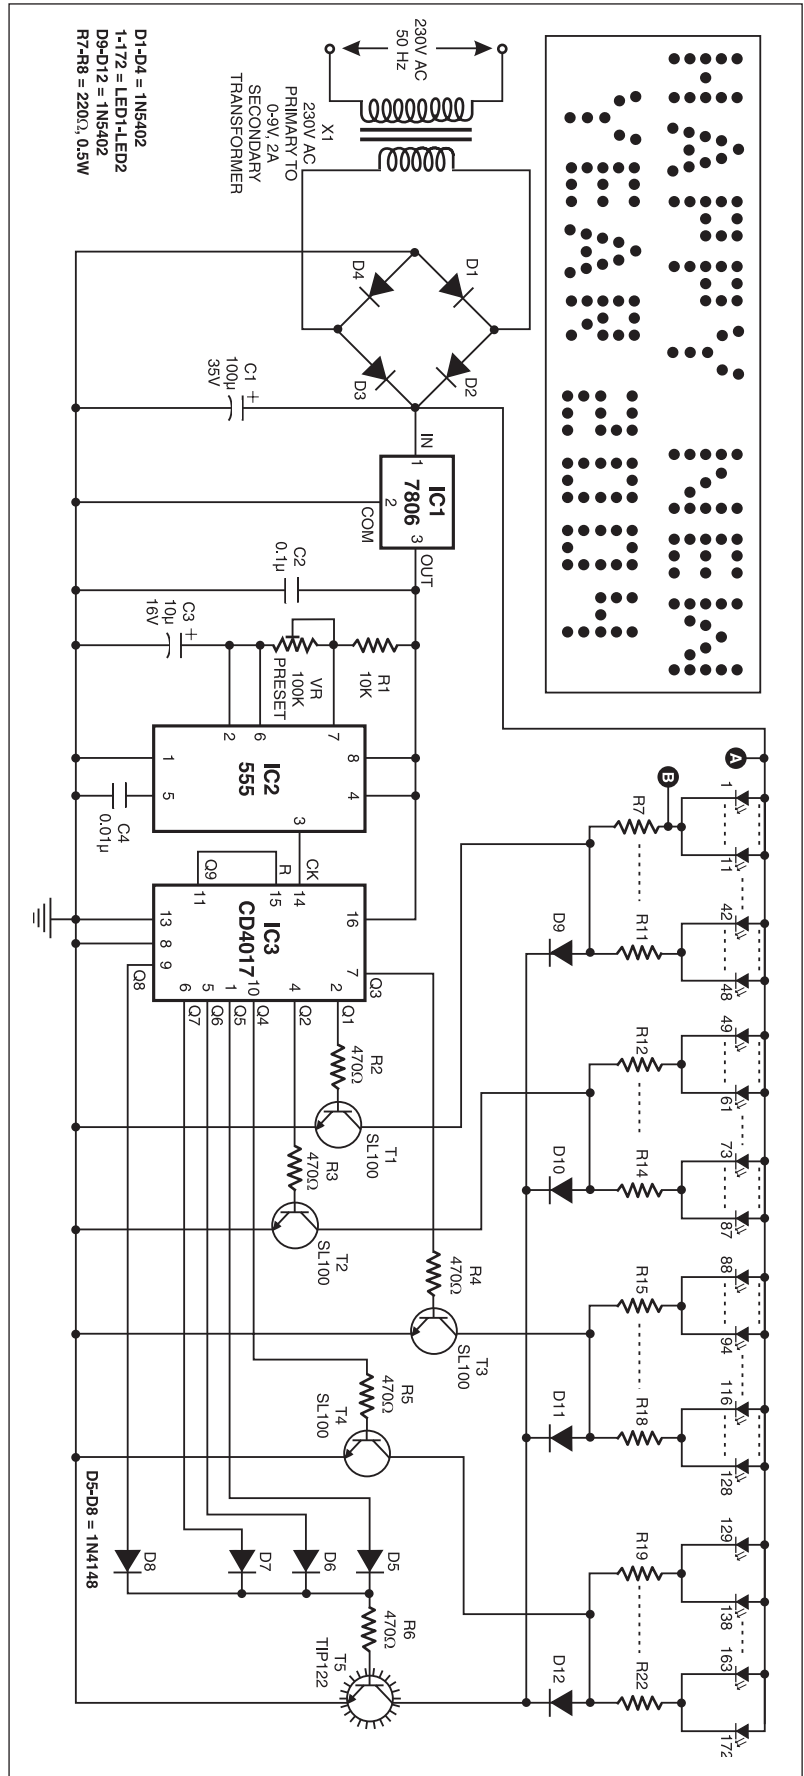 HAPPY NEW
YEAR 2001
230V AC
50 Hz
X1
230V AC
PRIMARY TO
0-9V, 2A
SECONDARY
TRANSFORMER
D1-D4 = 1N5402
1-172 = LED1-LED2
D9-D12 = 1N5402
R7-R8 = 220Ω, 0.5W
D1
D2
D3
D4
C1 +
100µ
35V
IN
1
IC1
7806
2
3
COM
OUT
C2
0.1µ
C3 +
10µ
16V
R1
10K
VR
100K
PRESET
7
6
2
8
4
IC2
555
1
5
3
C4
0.01µ
CK
R
Q9
14
15
11
16
IC3
CD4017
13
8
9
7
2
4
10
1
5
6
Q3
Q1
Q2
Q4
Q5
Q6
Q7
Q8
A
B
1
11
42
48
49
61
73
87
88
94
116
128
129
138
163
172
R7
R11
R12
R14
R15
R18
R19
R22
D9
D10
D11
D12
R2
470Ω
T1
SL100
R3
470Ω
T2
SL100
R4
470Ω
T3
SL100
R5
470Ω
T4
SL100
D5
D6
D7
D8
R6
470Ω
T5
TIP122
D5-D8 = 1N4148